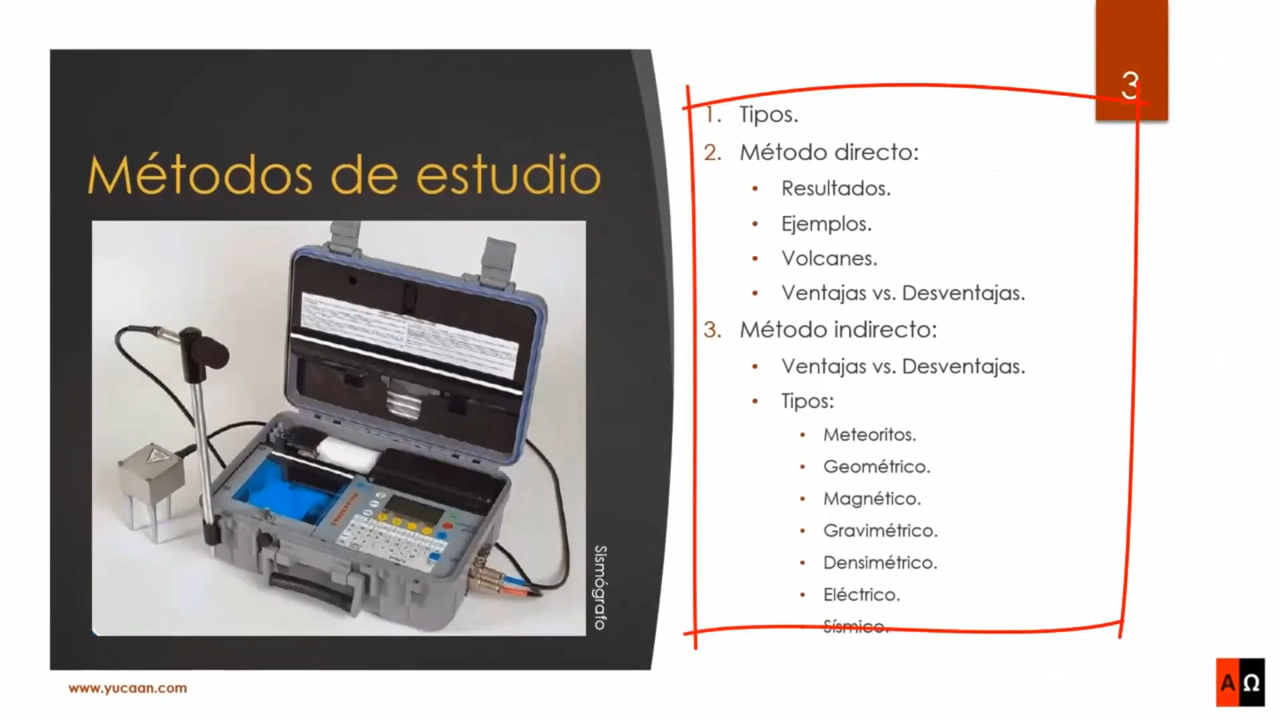 3
Métodos de estudio
Sismógrafo
1. Tipos.
2. Método directo:
• Resultados.
• Ejemplos.
• Volcanes.
• Ventajas vs. Desventajas.
3. Método indirecto:
• Ventajas vs. Desventajas.
• Tipos:
• Meteoritos.
• Geométrico.
• Magnético.
• Gravimétrico.
• Densimétrico.
• Eléctrico.
• Sísmico.
www.yucaan.com
AΩ